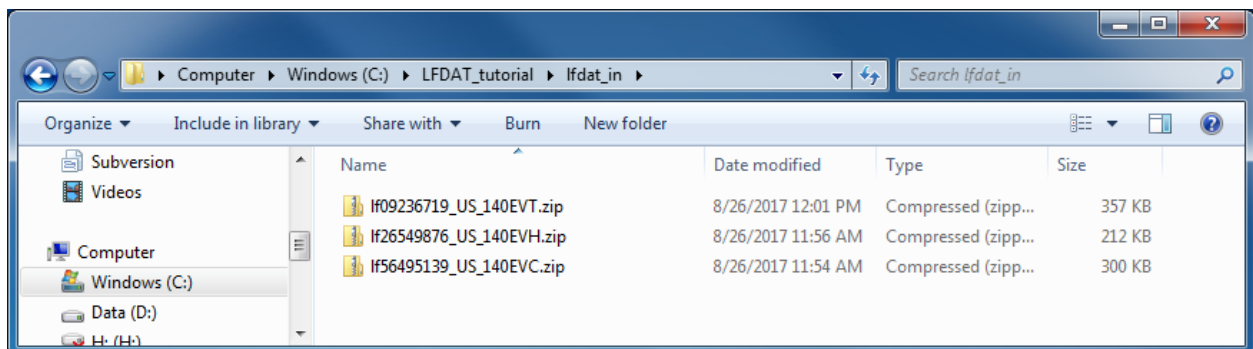 Computer Windows (C:) LFDAT_tutorial lfdat_in Search lfdat_in
Organize Include in library Share with Burn New folder
Subversion
Videos
Computer
Windows (C:)
Data (D:)
H: (H:)
Name Date modified Type Size
lf09236719_US_140EVT.zip 8/26/2017 12:01 PM Compressed (zipp... 357 KB
lf26549876_US_140EVH.zip 8/26/2017 11:56 AM Compressed (zipp... 212 KB
lf56495139_US_140EVC.zip 8/26/2017 11:54 AM Compressed (zipp... 300 KB